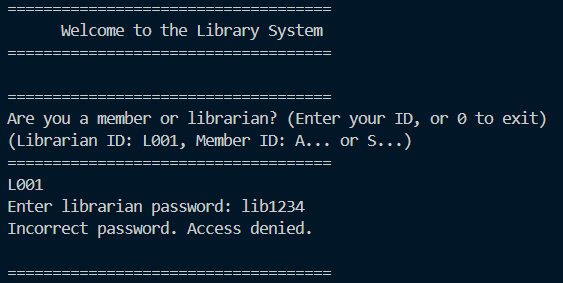 ====================================
Welcome to the Library System
====================================
====================================
Are you a member or librarian? (Enter your ID, or 0 to exit)
(Librarian ID: L001, Member ID: A... or S...)
====================================
L001
Enter librarian password: lib1234
Incorrect password. Access denied.
====================================